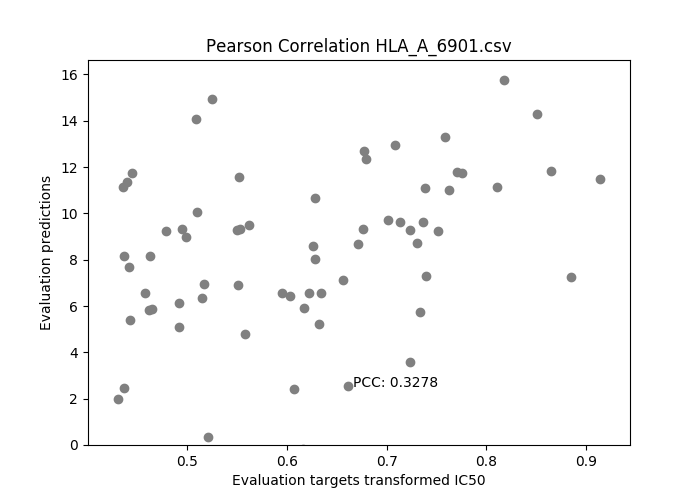 Pearson Correlation HLA_A_6901.csv
16
14
12
10
8
6
4
2
0
Evaluation predictions
PCC: 0.3278
0.5 0.6 0.7 0.8 0.9
Evaluation targets transformed IC50